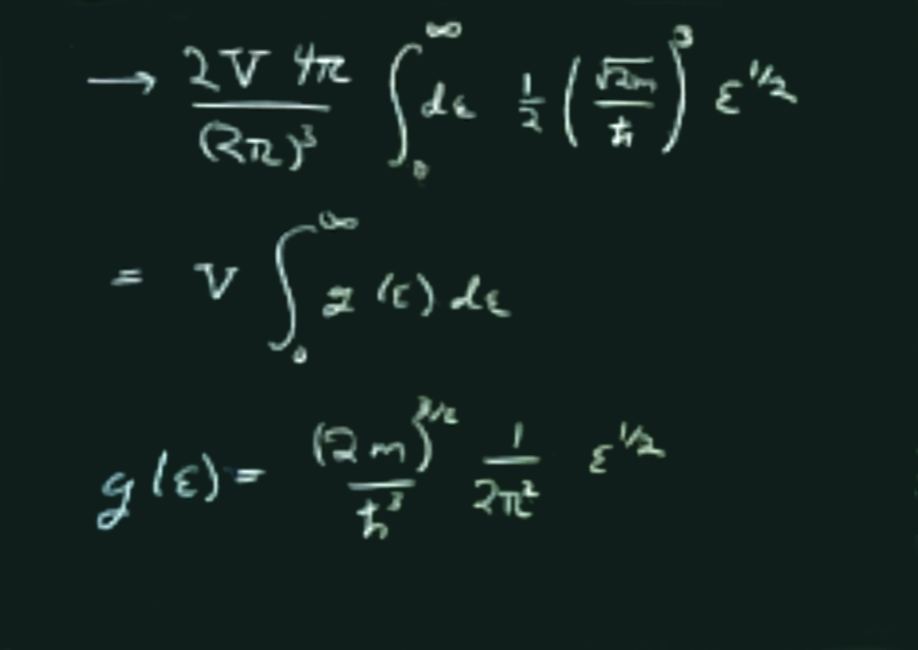 → 2V 4π / (2π)³ ∫₀^∞ dε 1/2 (√2m / ħ)³ ε^1/2
= V ∫₀^∞ g(ε) dε
g(ε) = (2m)^3/2 / ħ³ 1 / 2π² ε^1/2